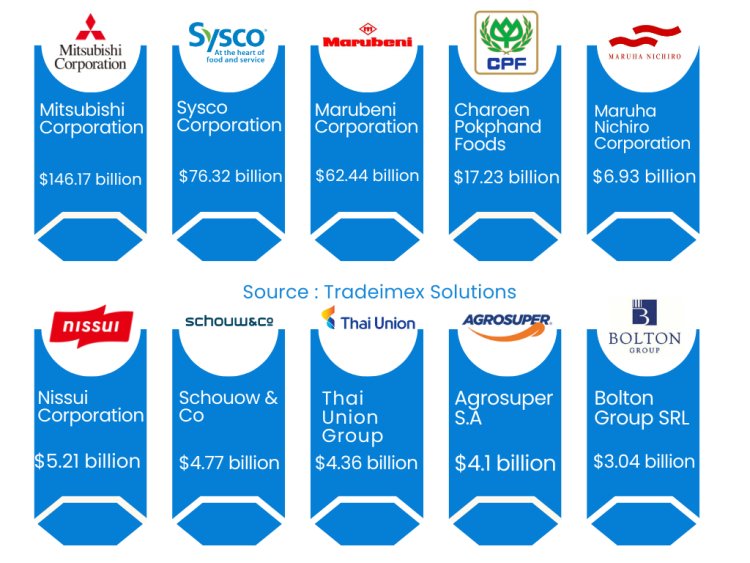 Mitsubishi
Corporation
Sysco
At the heart of
food and service
Marubeni
CPF
MARUHA NICHIRO
Mitsubishi
Corporation
$146.17 billion
Sysco
Corporation
$76.32 billion
Marubeni
Corporation
$62.44 billion
Charoen
Pokphand
Foods
$17.23 billion
Maruha
Nichiro
Corporation
$6.93 billion
Source : Tradeimex Solutions
nissui
schouw&co
Thai Union
AGROSUPER
BOLTON
GROUP
Nissui
Corporation
$5.21 billion
Schouow &
Co
$4.77 billion
Thai
Union
Group
$4.36 billion
Agrosuper
S.A
$4.1 billion
Bolton
Group SRL
$3.04 billion